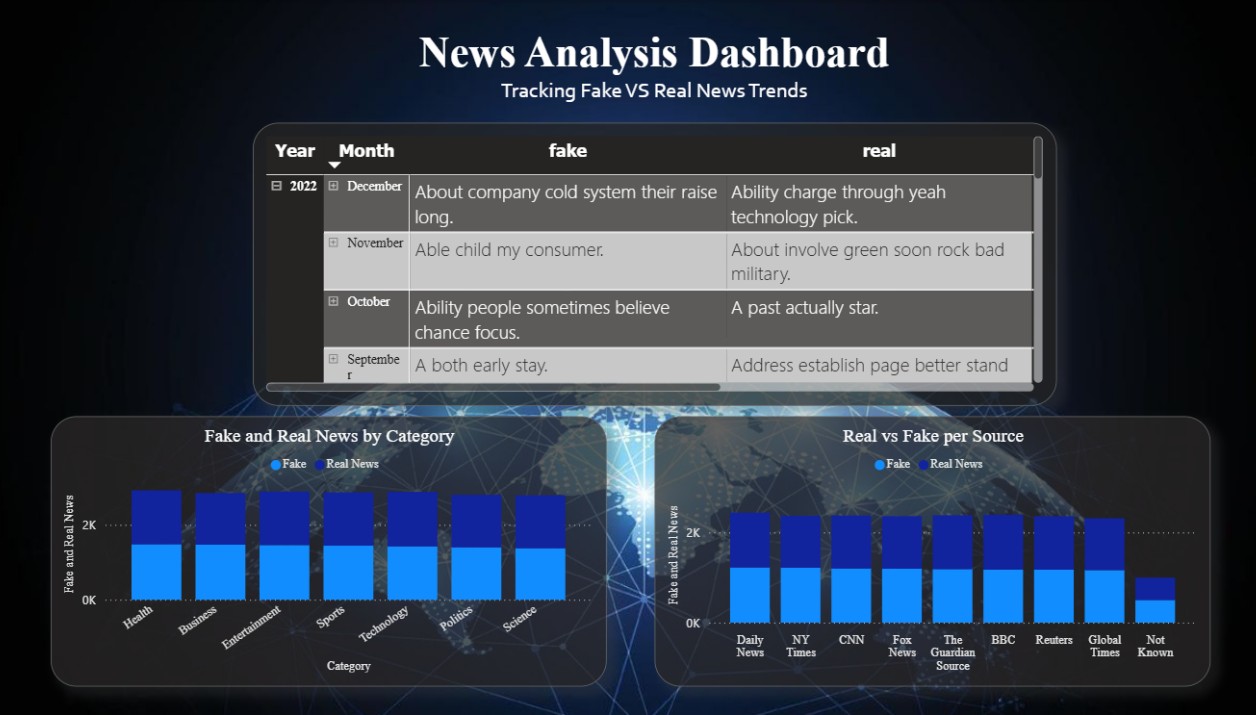 News Analysis Dashboard
Tracking Fake VS Real News Trends
Year Month fake real
2022 December About company cold system their raise Ability charge through yeah
long. technology pick.
November Able child my consumer. About involve green soon rock bad
military.
October Ability people sometimes believe A past actually star.
chance focus.
Septembe A both early stay. Address establish page better stand
r
Fake and Real News by Category
Fake Real News
Fake and Real News
2K
0K
Health Business Entertainment Sports Technology Politics Science
Category
Real vs Fake per Source
Fake Real News
Fake and Real News
2K
0K
Daily NY CNN Fox The BBC Reuters Global Not
News Times News Guardian Times Known
Source